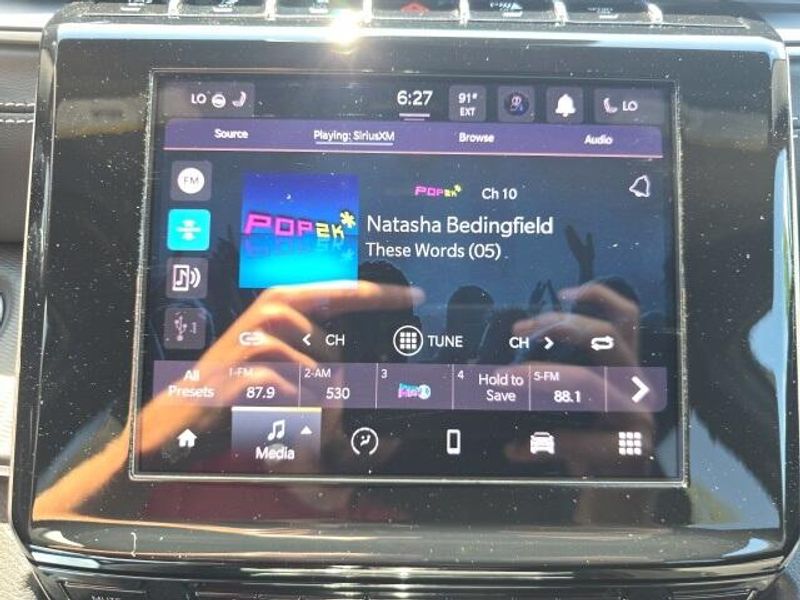 LO 6:27 91° EXT LO
Source Playing: SiriusXM Browse Audio
FM
POP2K Ch 10
POP2K
Natasha Bedingfield
These Words (05)
CH TUNE CH
All Presets
1-FM 87.9
2-AM 530
3
4 Hold to Save
5-FM 88.1
Media